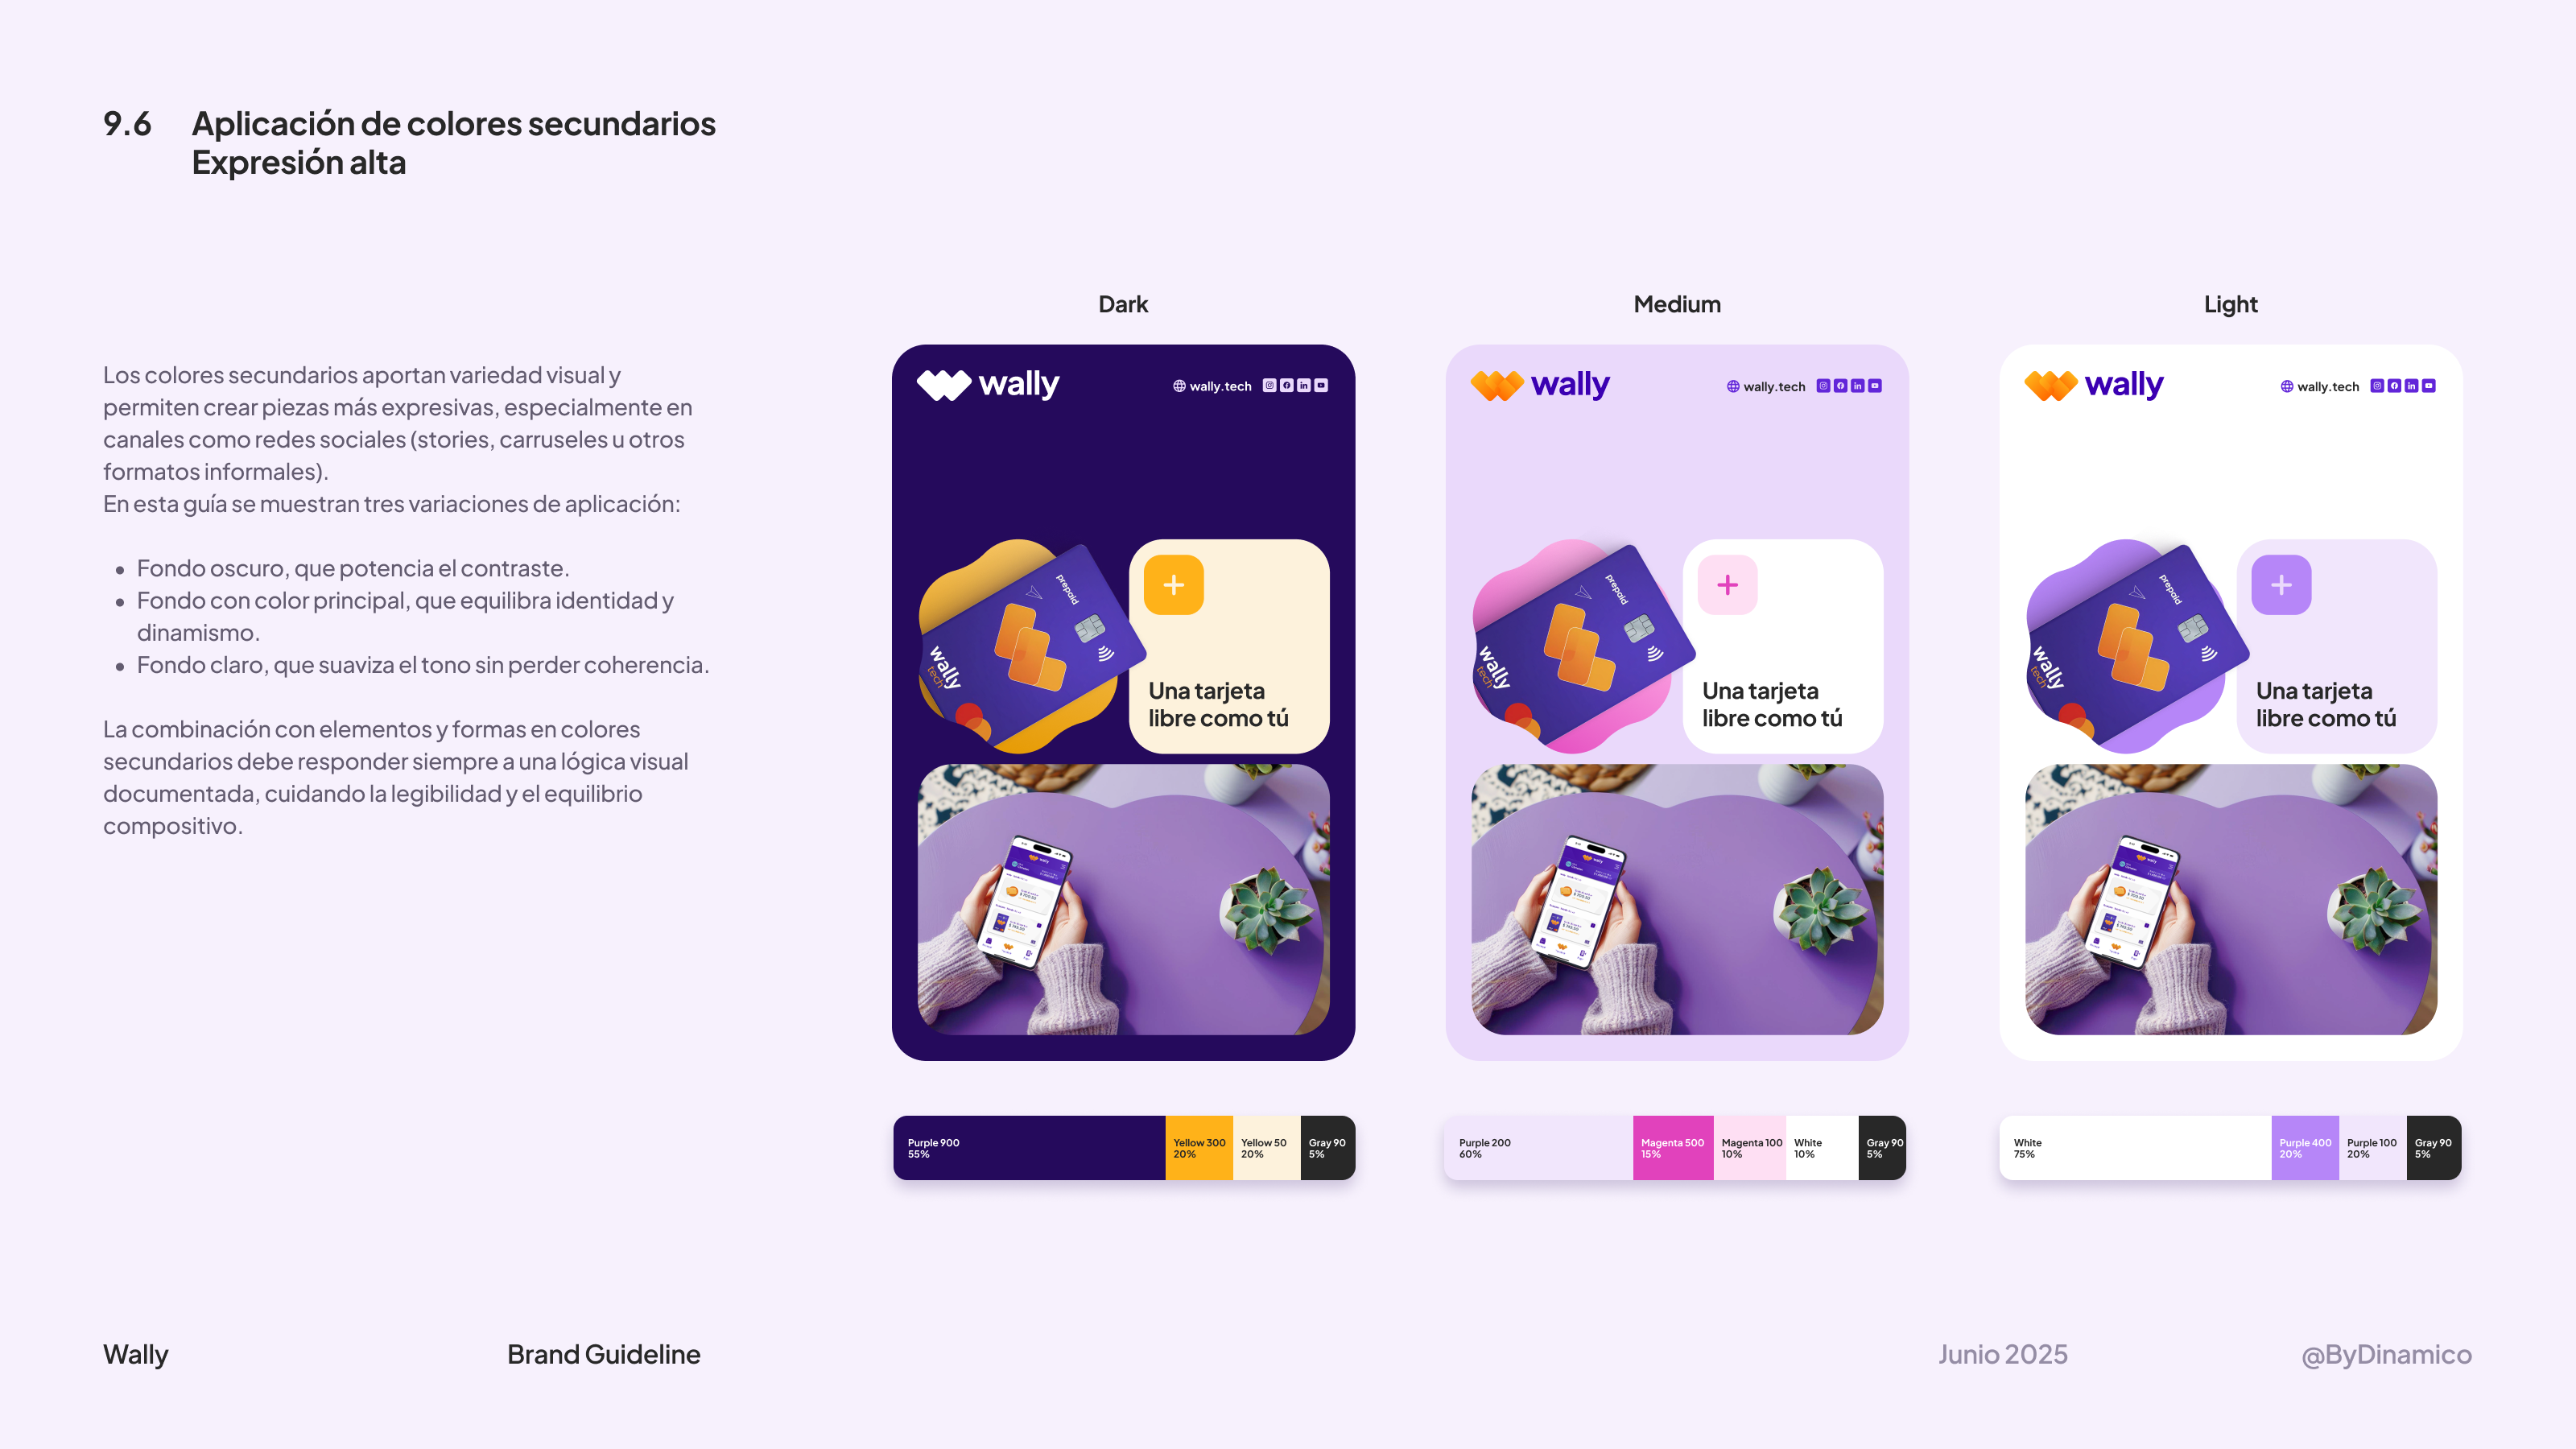 9.6 Aplicación de colores secundarios
Expresión alta
Los colores secundarios aportan variedad visual y
permiten crear piezas más expresivas, especialmente en
canales como redes sociales (stories, carruseles u otros
formatos informales).
En esta guía se muestran tres variaciones de aplicación:
• Fondo oscuro, que potencia el contraste.
• Fondo con color principal, que equilibra identidad y
dinamismo.
• Fondo claro, que suaviza el tono sin perder coherencia.
La combinación con elementos y formas en colores
secundarios debe responder siempre a una lógica visual
documentada, cuidando la legibilidad y el equilibrio
compositivo.
Dark
wally
wally.tech
prepaid
wally
tech
Una tarjeta
libre como tú
Purple 900
55%
Yellow 300
20%
Yellow 50
20%
Gray 90
5%
Medium
wally
wally.tech
prepaid
wally
tech
Una tarjeta
libre como tú
Purple 200
60%
Magenta 500
15%
Magenta 100
10%
White
10%
Gray 90
5%
Light
wally
wally.tech
prepaid
wally
tech
Una tarjeta
libre como tú
White
75%
Purple 400
20%
Purple 100
20%
Gray 90
5%
Wally
Brand Guideline
Junio 2025
@ByDinamico